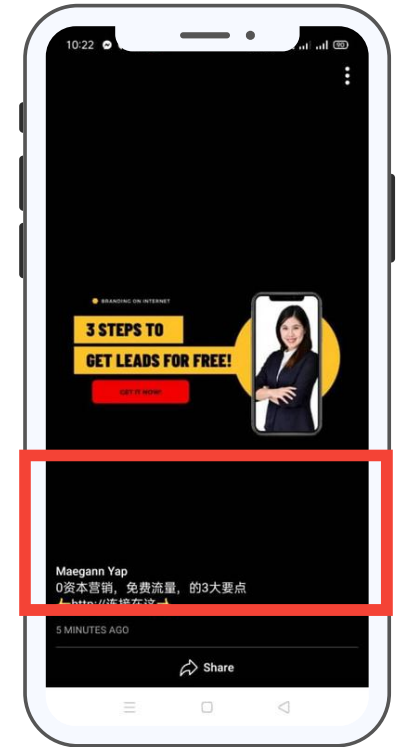 10:22
90
BRANDING ON INTERNET
3 STEPS TO
GET LEADS FOR FREE!
GET IT NOW!
Maegann Yap
0资本营销，免费流量，的3大要点
http://连接在这
5 MINUTES AGO
Share